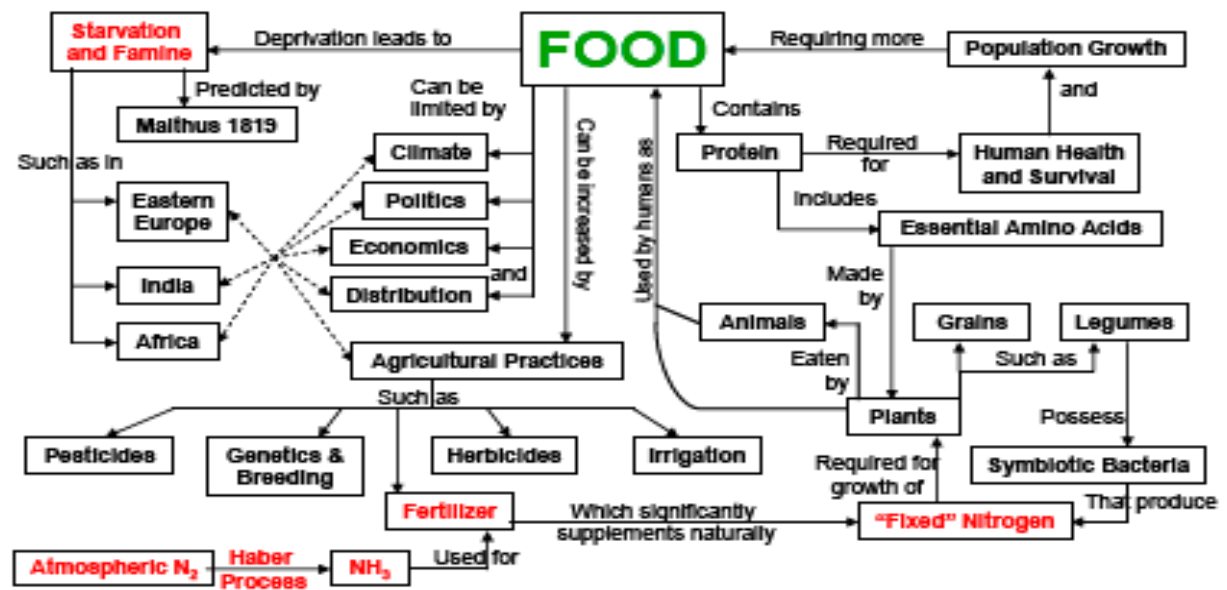 Starvation
and Famine
Deprivation leads to
FOOD
Requiring more
Population Growth
Predicted by
Can be
limited by
Contains
and
Malthus 1819
Climate
Can be increased by
Used by humans as
Protein
Required
for
Human Health
and Survival
Such as in
Eastern
Europe
Politics
Includes
Essential Amino Acids
Economics
and
Made
by
India
Distribution
Animals
Grains
Legumes
Africa
Agricultural Practices
Eaten
by
Such as
Such as
Plants
Possess
Pesticides
Genetics &
Breeding
Herbicides
Irrigation
Required for
growth of
Symbiotic Bacteria
Fertilizer
Which significantly
supplements naturally
"Fixed" Nitrogen
That produce
Atmospheric N₂
Haber
Process
NH₃
Used for